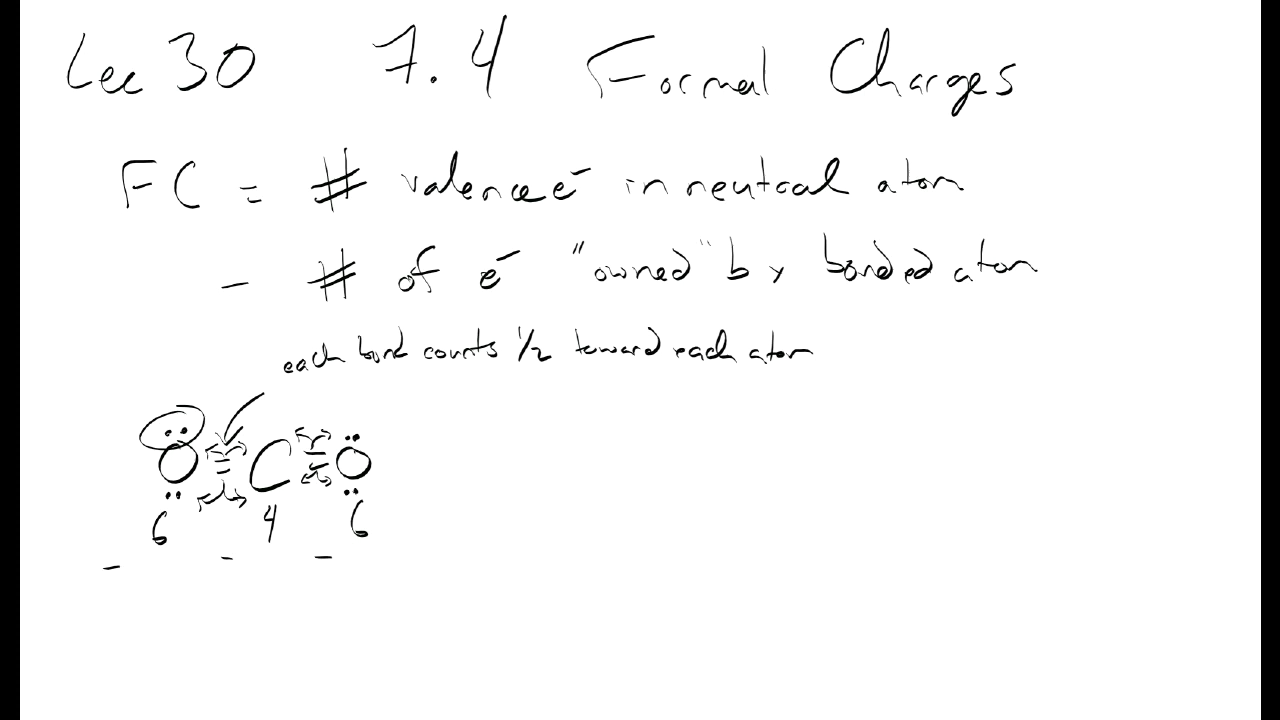 Lec 30 7.4 Formal Charges
FC = # valence e⁻ in neutral atom
- # of e⁻ "owned" by bonded atom
each bond counts 1/2 toward each atom
O = C = O
6 4 6
- - -